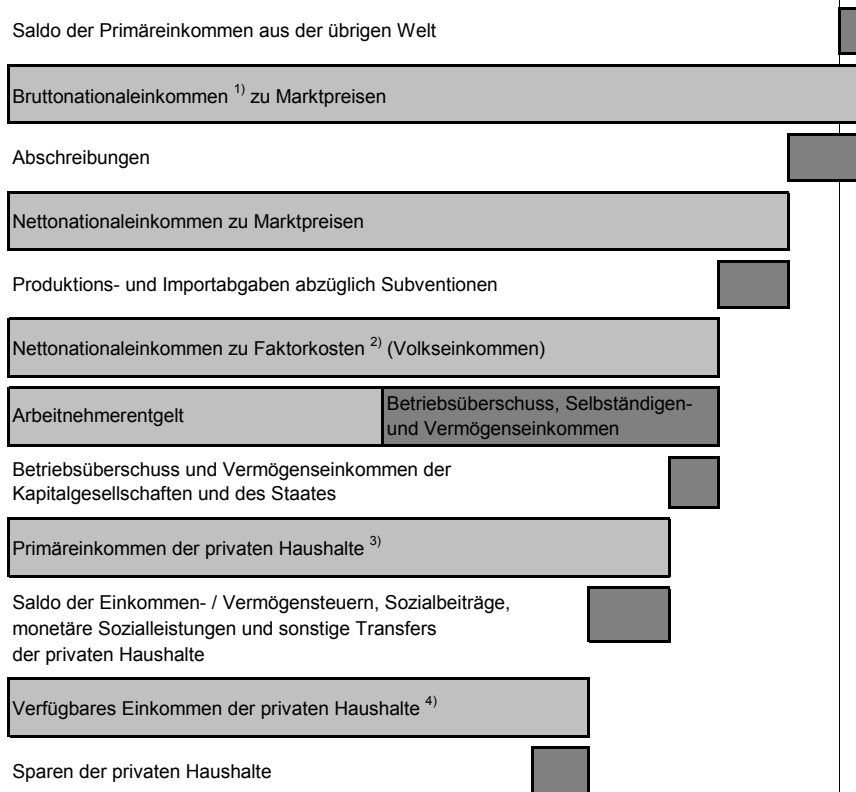 Saldo der Primäreinkommen aus der übrigen Welt
Bruttonationaleinkommen 1) zu Marktpreisen
Abschreibungen
Nettonationaleinkommen zu Marktpreisen
Produktions- und Importabgaben abzüglich Subventionen
Nettonationaleinkommen zu Faktorkosten 2) (Volkseinkommen)
Arbeitnehmerentgelt
Betriebsüberschuss, Selbständigen-
und Vermögenseinkommen
Betriebsüberschuss und Vermögenseinkommen der
Kapitalgesellschaften und des Staates
Primäreinkommen der privaten Haushalte 3)
Saldo der Einkommen- / Vermögensteuern, Sozialbeiträge,
monetäre Sozialleistungen und sonstige Transfers
der privaten Haushalte
Verfügbares Einkommen der privaten Haushalte 4)
Sparen der privaten Haushalte